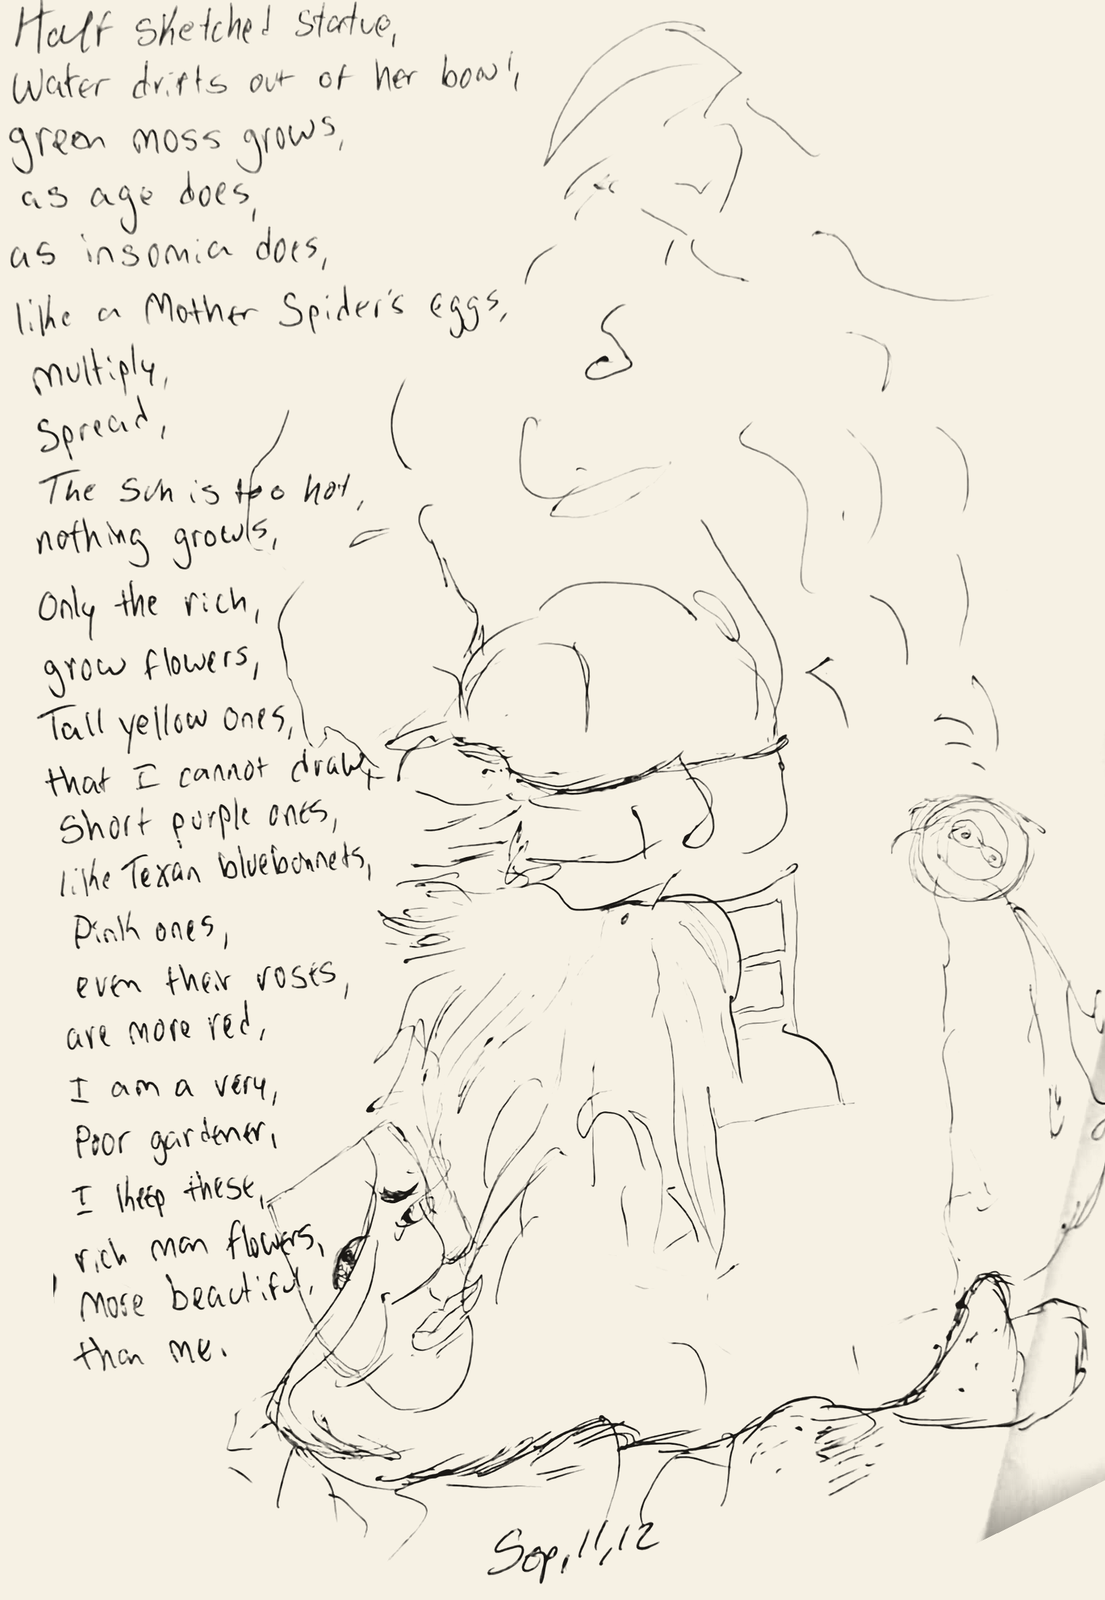 Half sketched statue,
Water drifts out of her bowl,
green moss grows,
as age does,
as insomia does,
like a Mother Spider's eggs,
multiply,
Spread,
The sun is too hot,
nothing grows,
Only the rich,
grow flowers,
Tall yellow ones,
that I cannot draw,
Short purple ones,
like Texan bluebonnets,
Pink ones,
even their roses,
are more red,
I am a very,
Poor gardener,
I keep these,
rich man flowers,
More beautiful,
than me.
Sep, 11, 12